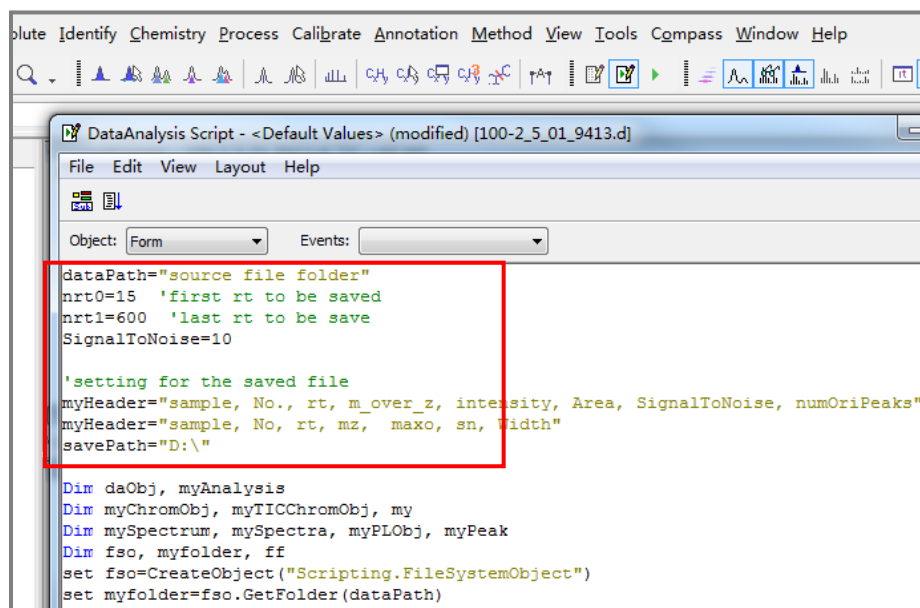 olute Identify Chemistry Process Calibrate Annotation Method View Tools Compass Window Help
DataAnalysis Script - <Default Values> (modified) [100-2_5_01_9413.d]
File Edit View Layout Help
Sub
Object: Form Events:
dataPath="source file folder"
nrt0=15 'first rt to be saved
nrt1=600 'last rt to be save
SignalToNoise=10
'setting for the saved file
myHeader="sample, No., rt, m_over_z, intensity, Area, SignalToNoise, numOriPeaks"
myHeader="sample, No, rt, mz,  maxo, sn, Width"
savePath="D:\"
Dim daObj, myAnalysis
Dim myChromObj, myTICChromObj, my
Dim mySpectrum, mySpectra, myPLObj, myPeak
Dim fso, myfolder, ff
set fso=CreateObject("Scripting.FileSystemObject")
set myfolder=fso.GetFolder(dataPath)